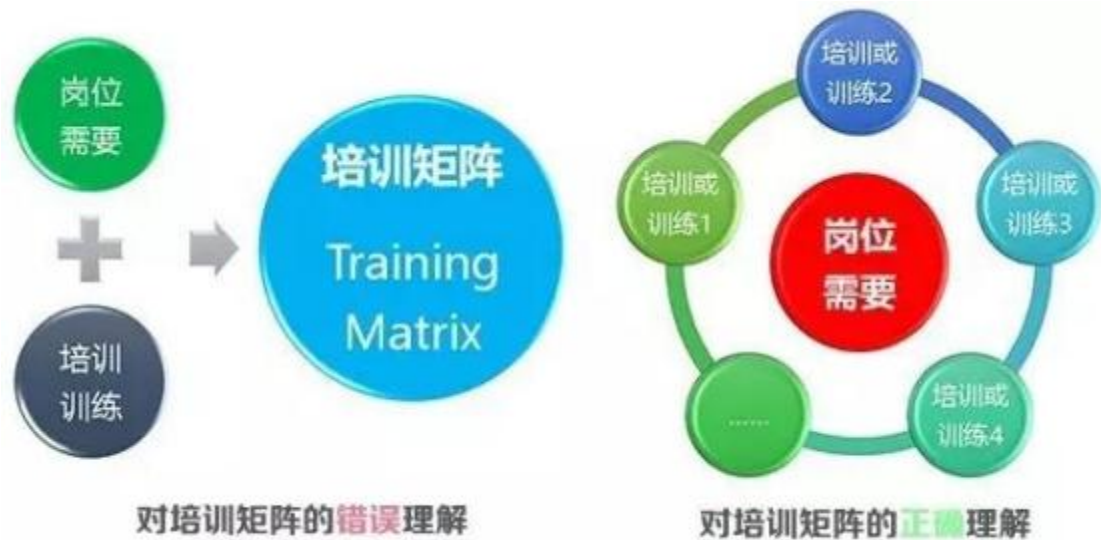 岗位
需要
培训
训练
培训矩阵
Training
Matrix
对培训矩阵的错误理解
培训或
训练1
培训或
训练2
培训或
训练3
培训或
训练4
......
岗位
需要
对培训矩阵的正确理解